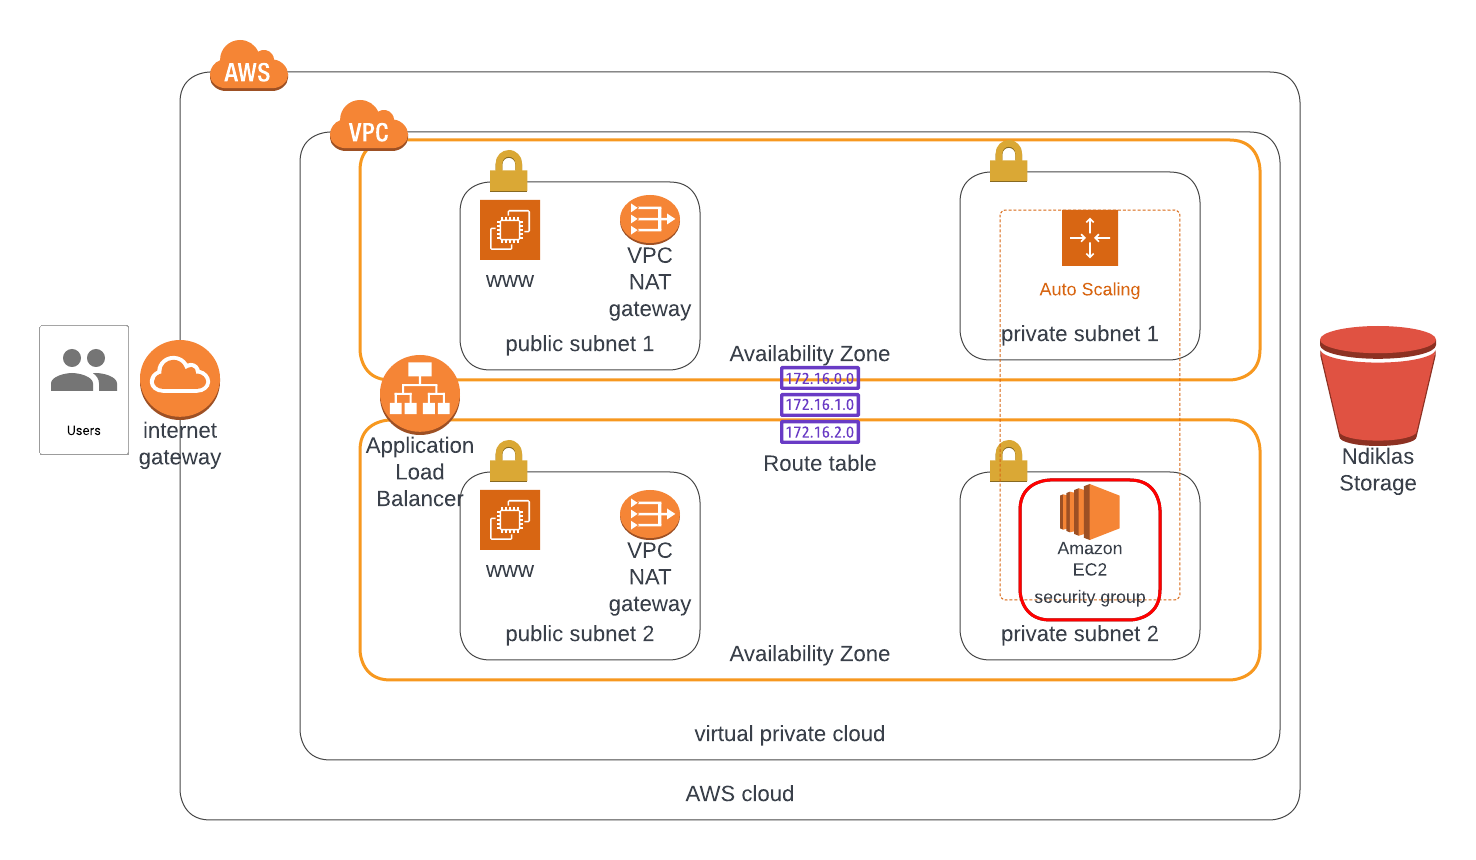 AWS
VPC
www
VPC
NAT
gateway
public subnet 1
Auto Scaling
private subnet 1
Availability Zone
172.16.0.0
172.16.1.0
172.16.2.0
Route table
Users
internet
gateway
Application
Load
Balancer
www
VPC
NAT
gateway
public subnet 2
Amazon
EC2
security group
private subnet 2
Availability Zone
Ndiklas
Storage
virtual private cloud
AWS cloud